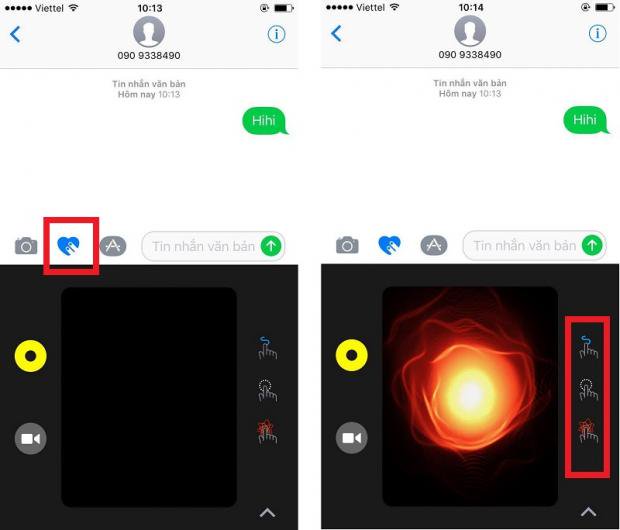 Viettel 10:13
090 9338490
Tin nhắn văn bản
Hôm nay 10:13
Hihi
Tin nhắn văn bản
Viettel 10:14
090 9338490
Tin nhắn văn bản
Hôm nay 10:13
Hihi
Tin nhắn văn bản